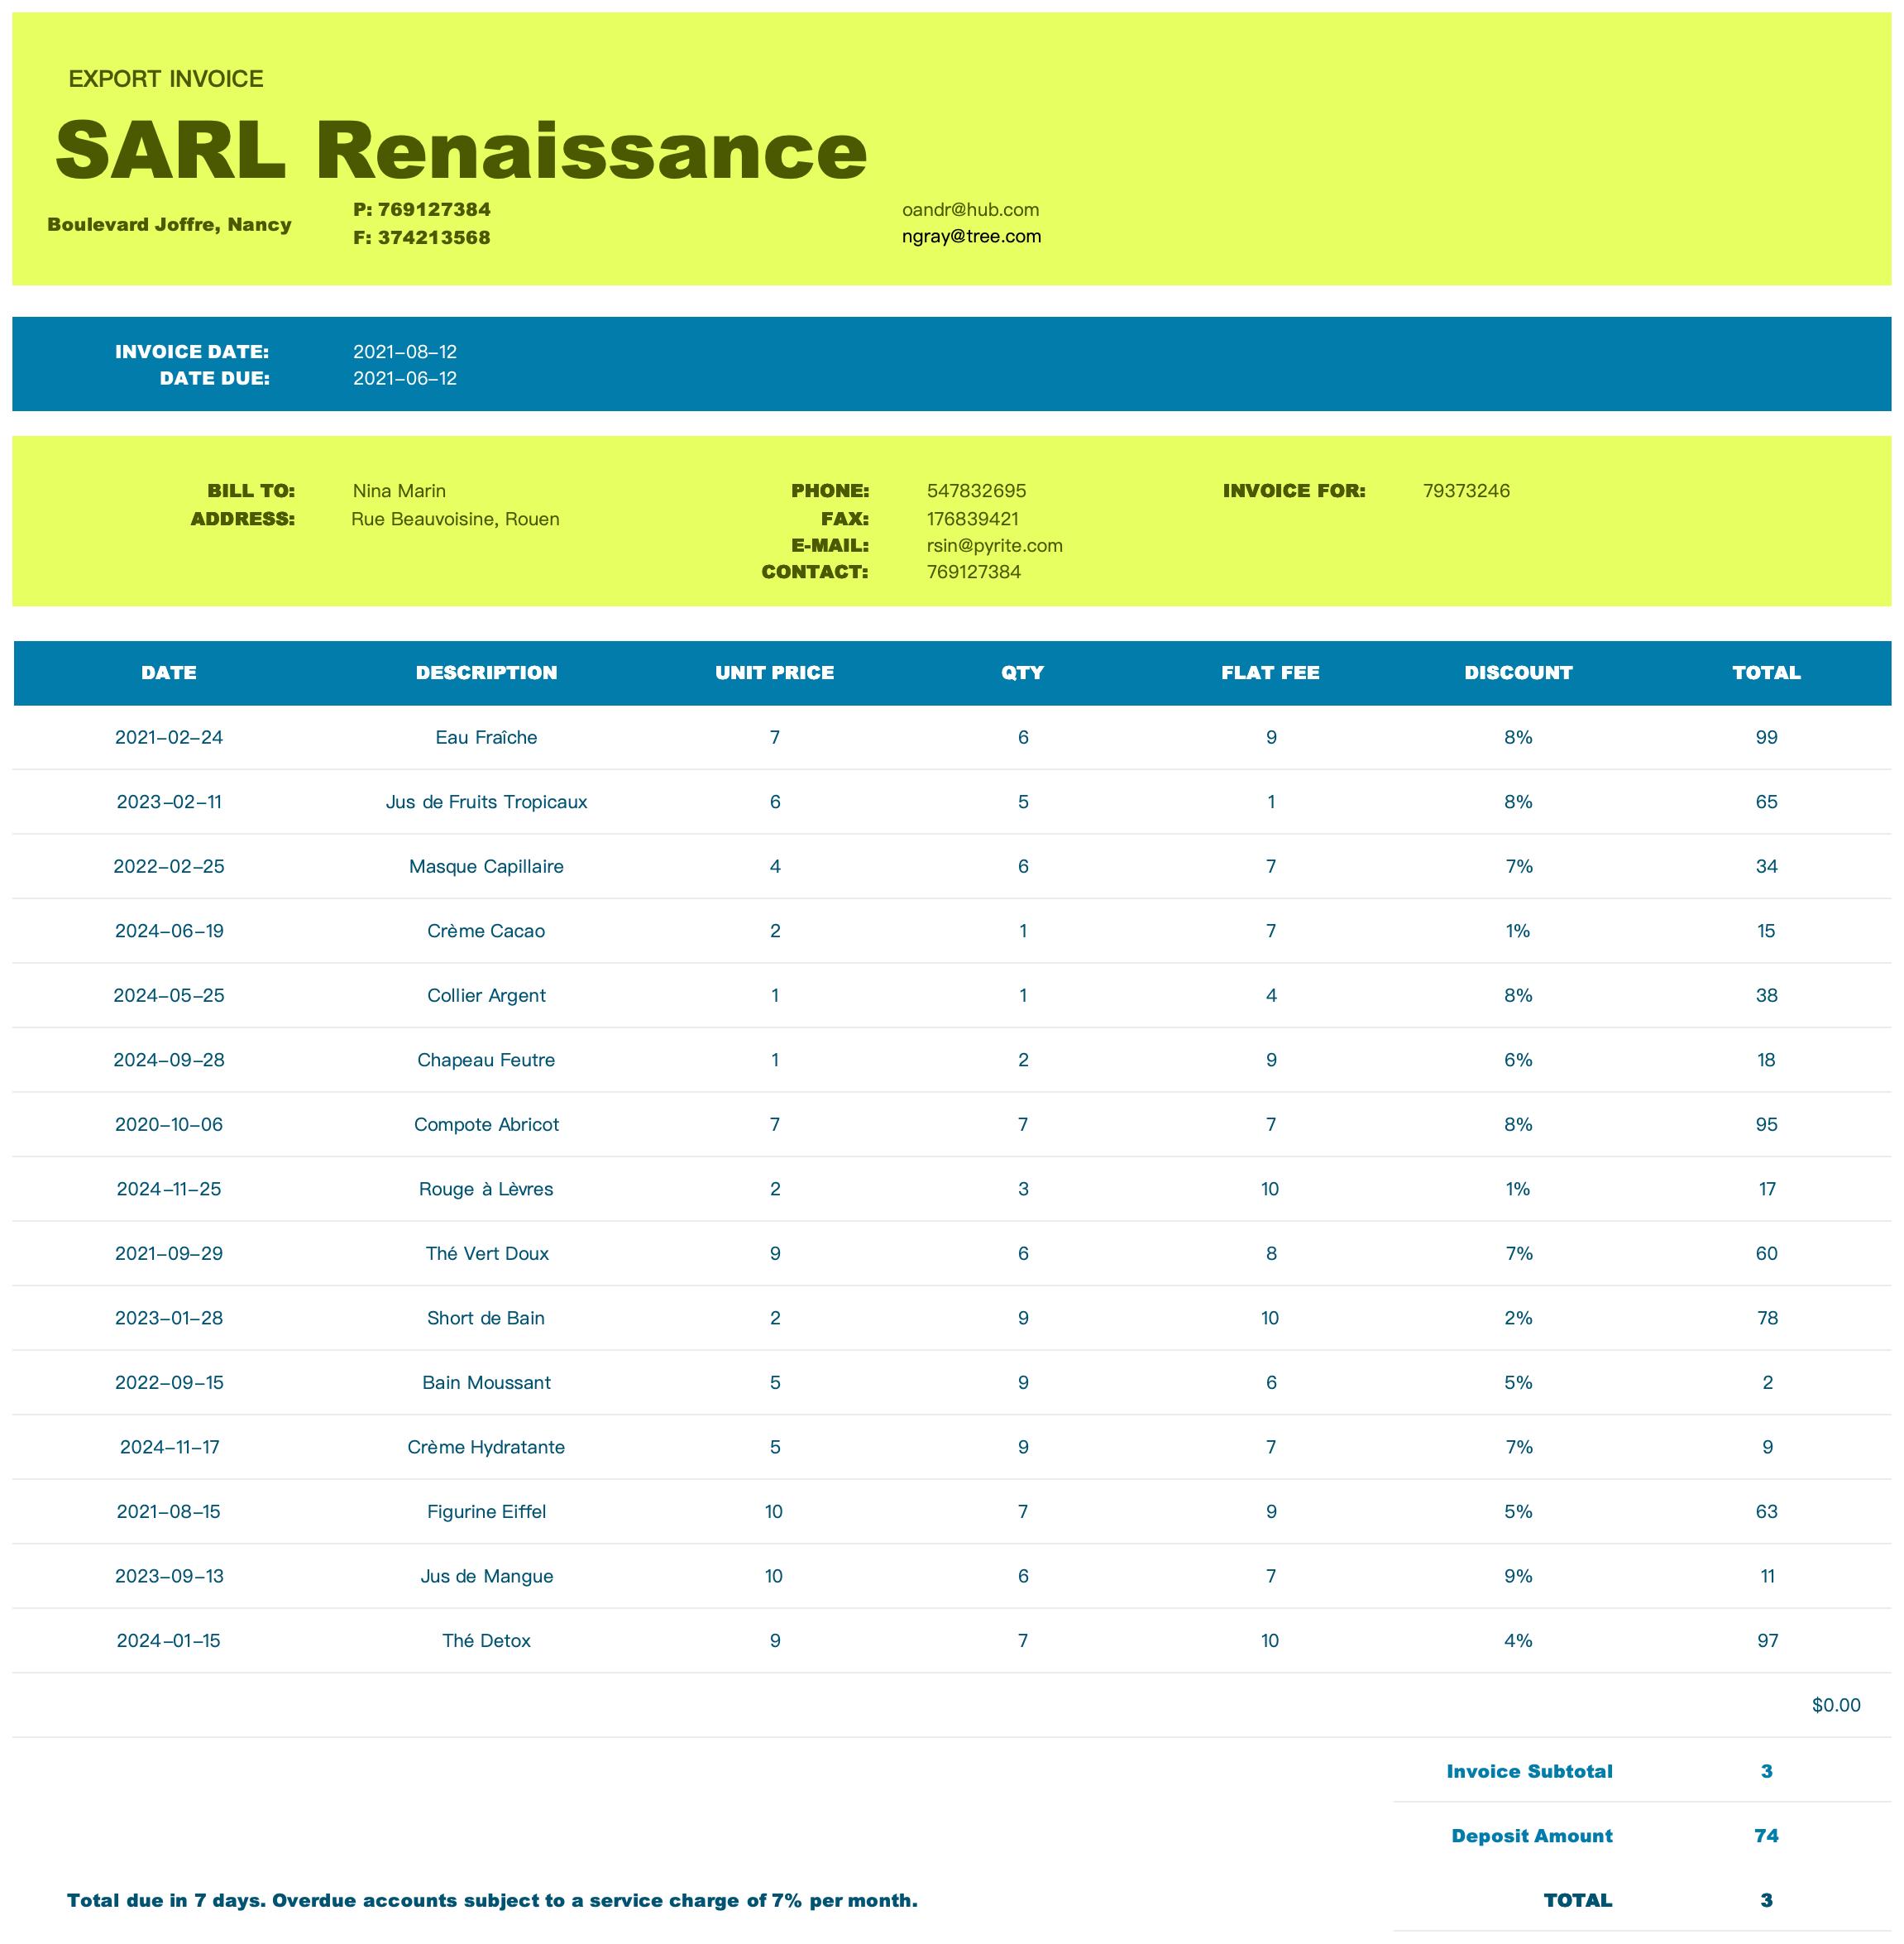 EXPORT INVOICE
SARL Renaissance
Boulevard Joffre, Nancy
P: 769127384
F: 374213568
oandr@hub.com
ngray@tree.com
INVOICE DATE: 2021-08-12
DATE DUE: 2021-06-12
BILL TO: Nina Marin PHONE: 547832695 INVOICE FOR: 79373246
ADDRESS: Rue Beauvoisine, Rouen FAX: 176839421
E-MAIL: rsin@pyrite.com
CONTACT: 769127384
DATE DESCRIPTION UNIT PRICE QTY FLAT FEE DISCOUNT TOTAL
2021-02-24 Eau Fraîche 7 6 9 8% 99
2023-02-11 Jus de Fruits Tropicaux 6 5 1 8% 65
2022-02-25 Masque Capillaire 4 6 7 7% 34
2024-06-19 Crème Cacao 2 1 7 1% 15
2024-05-25 Collier Argent 1 1 4 8% 38
2024-09-28 Chapeau Feutre 1 2 9 6% 18
2020-10-06 Compote Abricot 7 7 7 8% 95
2024-11-25 Rouge à Lèvres 2 3 10 1% 17
2021-09-29 Thé Vert Doux 9 6 8 7% 60
2023-01-28 Short de Bain 2 9 10 2% 78
2022-09-15 Bain Moussant 5 9 6 5% 2
2024-11-17 Crème Hydratante 5 9 7 7% 9
2021-08-15 Figurine Eiffel 10 7 9 5% 63
2023-09-13 Jus de Mangue 10 6 7 9% 11
2024-01-15 Thé Detox 9 7 10 4% 97
$0.00
Invoice Subtotal 3
Deposit Amount 74
Total due in 7 days. Overdue accounts subject to a service charge of 7% per month. TOTAL 3